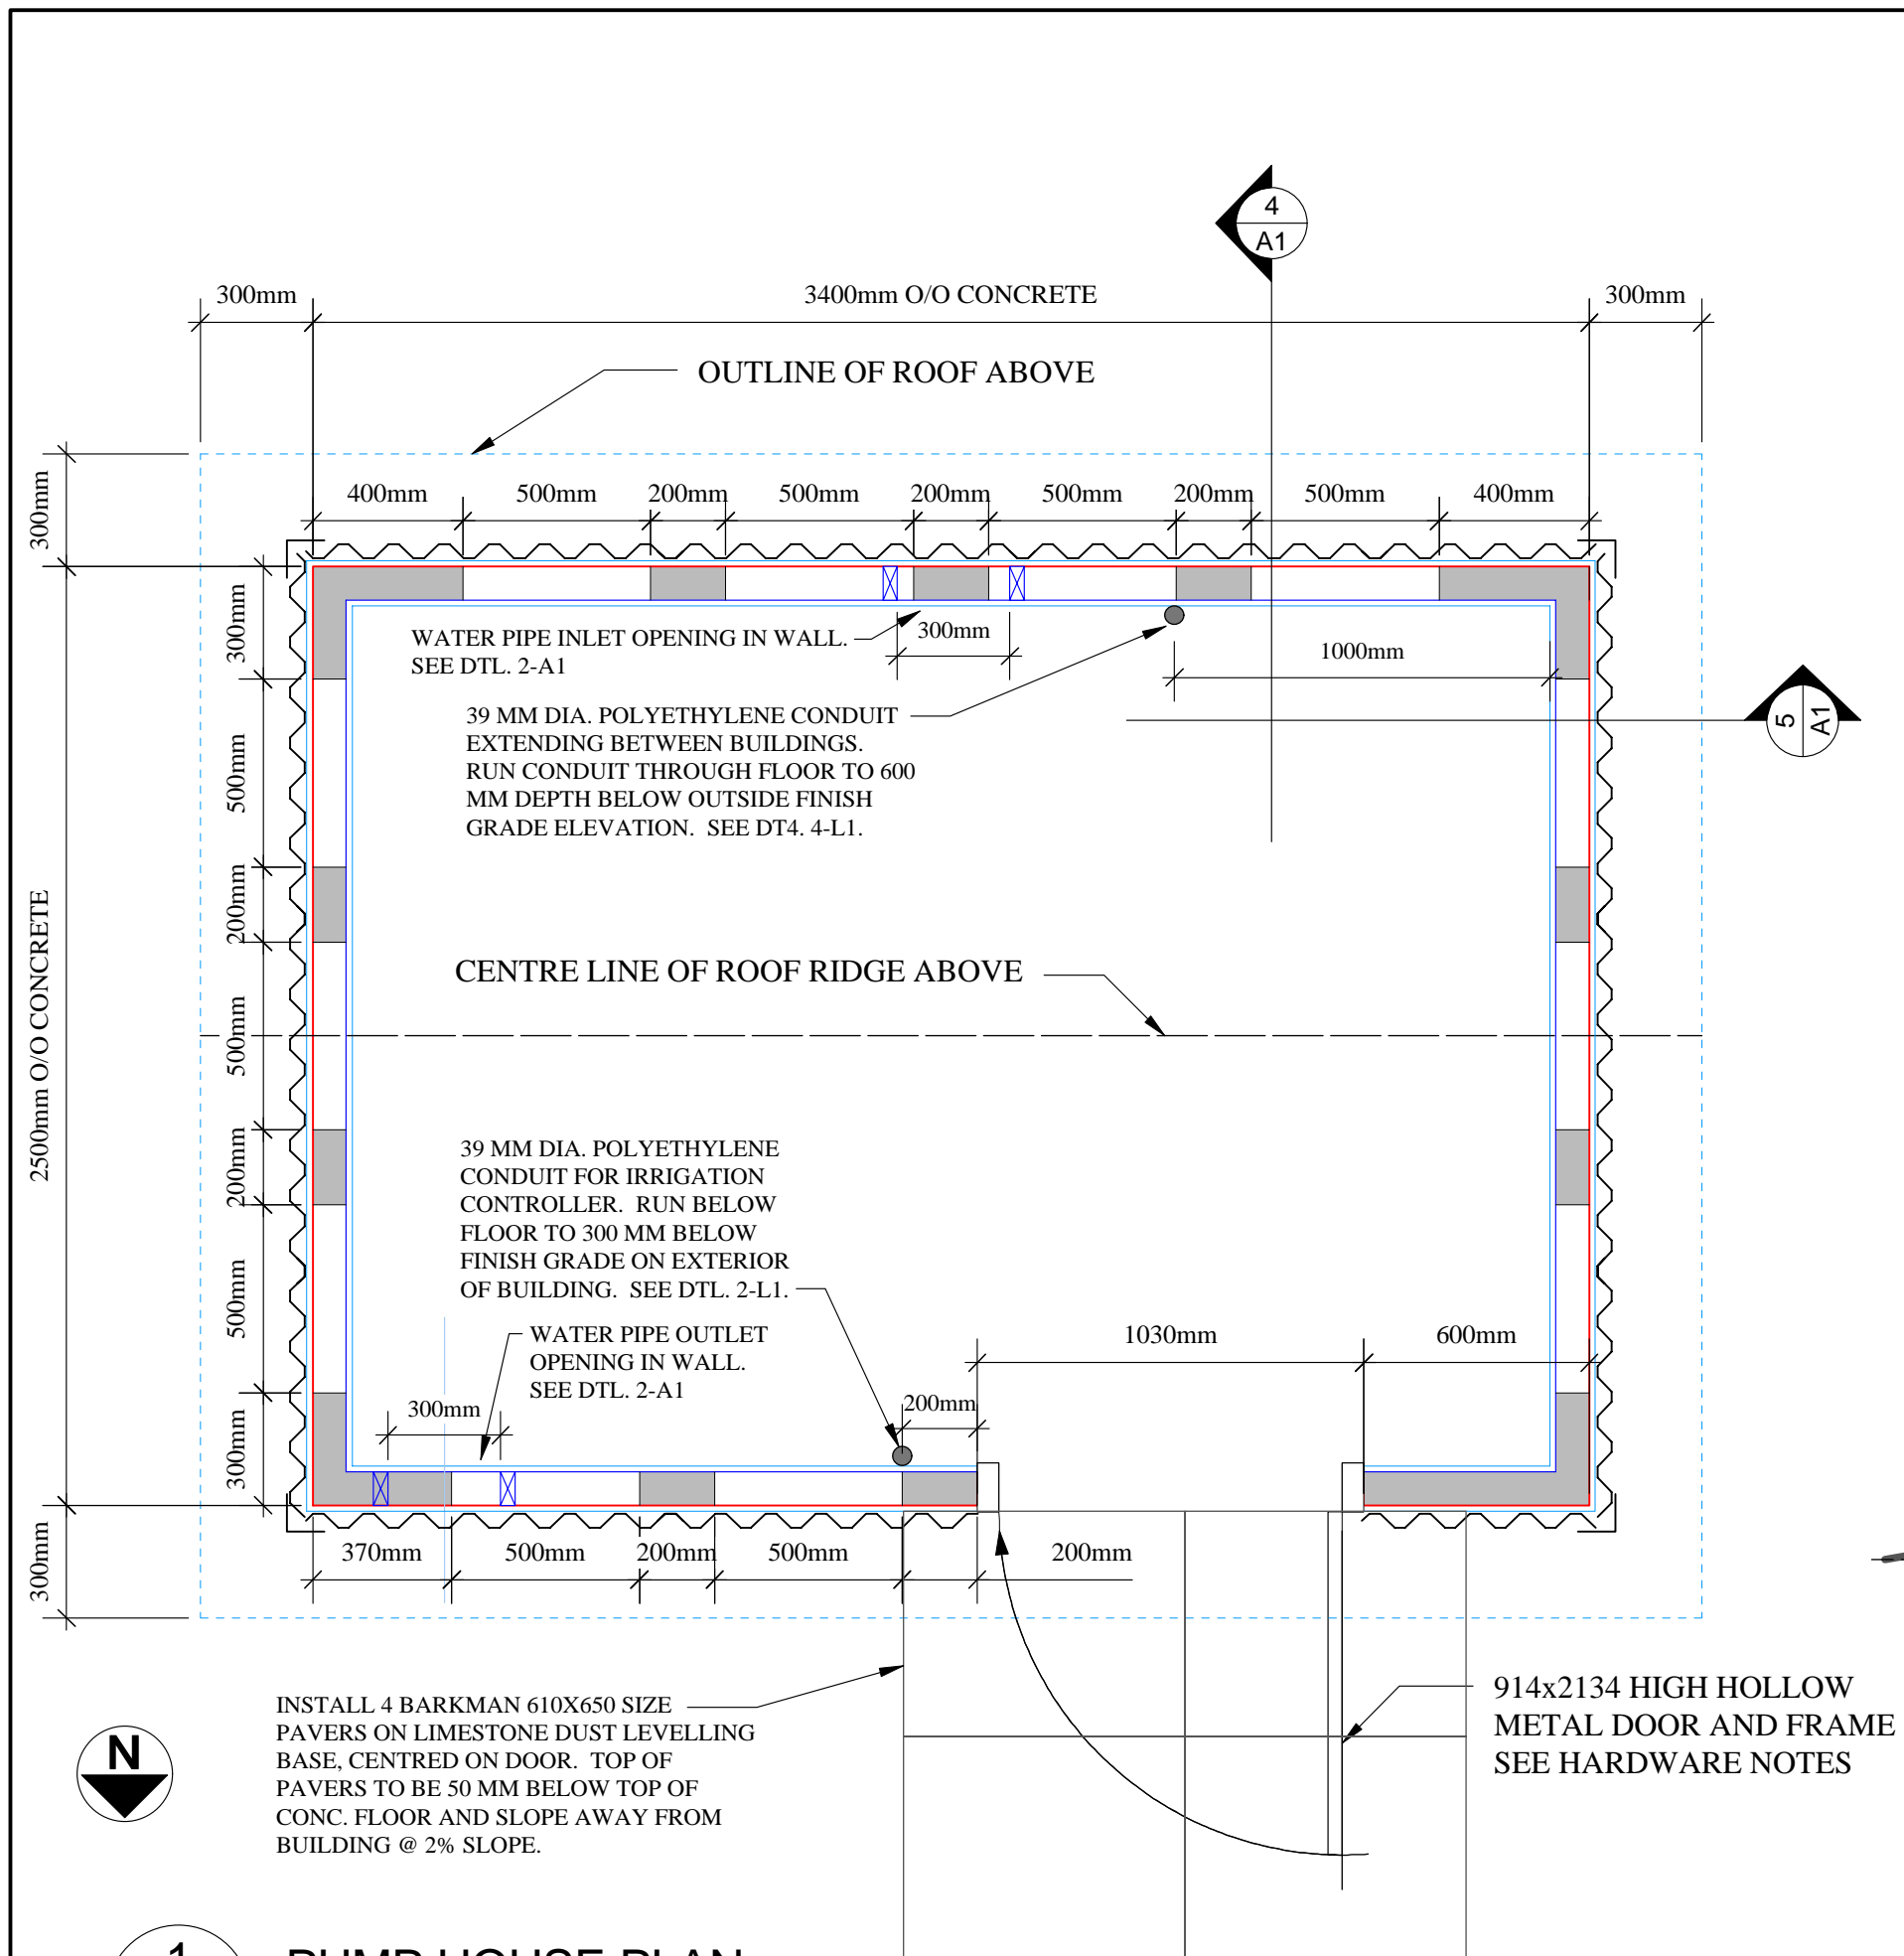 4
A1
300mm
3400mm O/O CONCRETE
300mm
OUTLINE OF ROOF ABOVE
300mm
400mm
500mm
200mm
500mm
200mm
500mm
200mm
500mm
400mm
WATER PIPE INLET OPENING IN WALL.
SEE DTL. 2-A1
300mm
1000mm
300mm
39 MM DIA. POLYETHYLENE CONDUIT
EXTENDING BETWEEN BUILDINGS.
RUN CONDUIT THROUGH FLOOR TO 600
MM DEPTH BELOW OUTSIDE FINISH
GRADE ELEVATION.  SEE DT4. 4-L1.
5
A1
500mm
200mm
2500mm O/O CONCRETE
CENTRE LINE OF ROOF RIDGE ABOVE
500mm
200mm
39 MM DIA. POLYETHYLENE
CONDUIT FOR IRRIGATION
CONTROLLER.  RUN BELOW
FLOOR TO 300 MM BELOW
FINISH GRADE ON EXTERIOR
OF BUILDING.  SEE DTL. 2-L1.
500mm
WATER PIPE OUTLET
OPENING IN WALL.
SEE DTL. 2-A1
1030mm
600mm
300mm
200mm
300mm
300mm
370mm
500mm
200mm
500mm
200mm
INSTALL 4 BARKMAN 610X650 SIZE
PAVERS ON LIMESTONE DUST LEVELLING
BASE, CENTRED ON DOOR.  TOP OF
PAVERS TO BE 50 MM BELOW TOP OF
CONC. FLOOR AND SLOPE AWAY FROM
BUILDING @ 2% SLOPE.
N
914x2134 HIGH HOLLOW
METAL DOOR AND FRAME
SEE HARDWARE NOTES
1
PUMP HOUSE PLAN